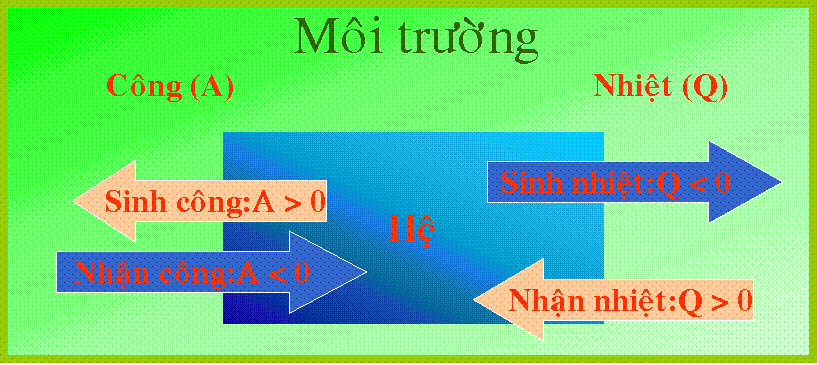 Môi trường
Công (A)
Nhiệt (Q)
Sinh công:A > 0
Sinh nhiệt:Q < 0
Hệ
Nhận công:A < 0
Nhận nhiệt:Q > 0